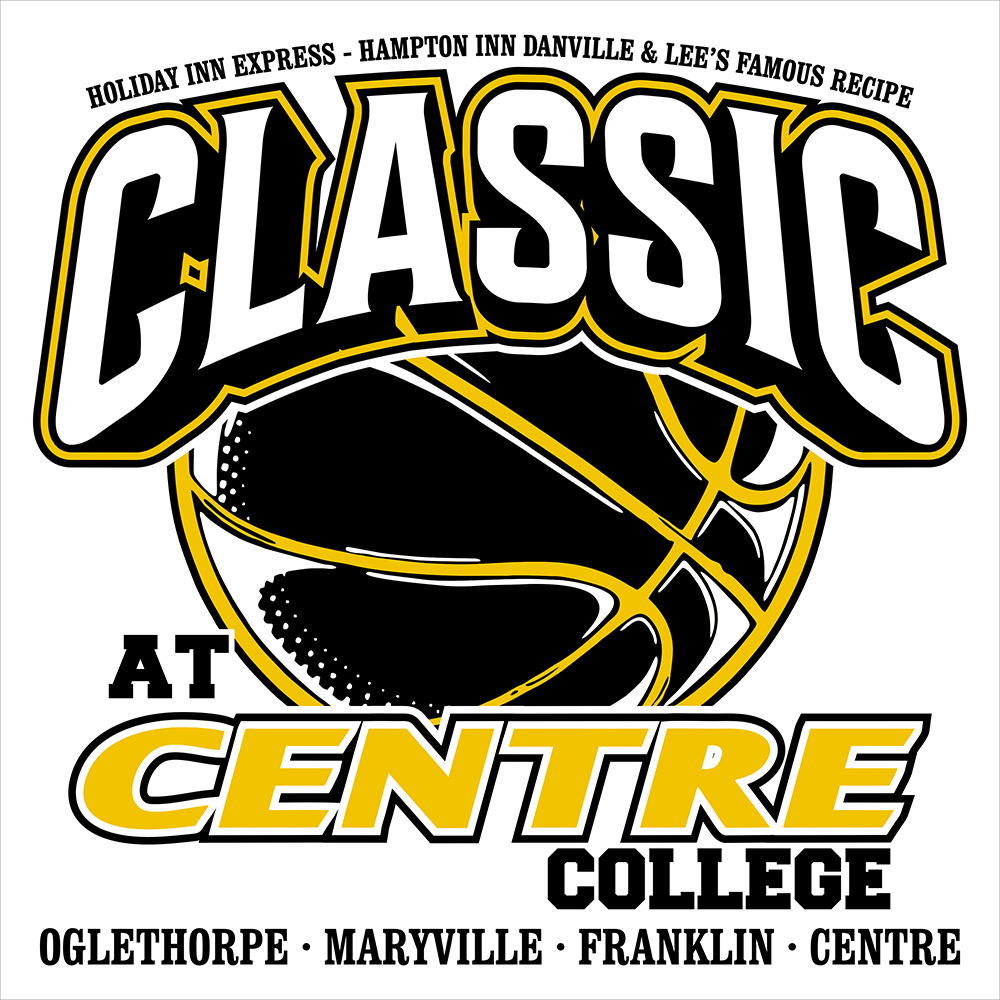 HOLIDAY INN EXPRESS - HAMPTON INN DANVILLE & LEE'S FAMOUS RECIPE
CLASSIC
AT
CENTRE
COLLEGE
OGLETHORPE · MARYVILLE · FRANKLIN · CENTRE